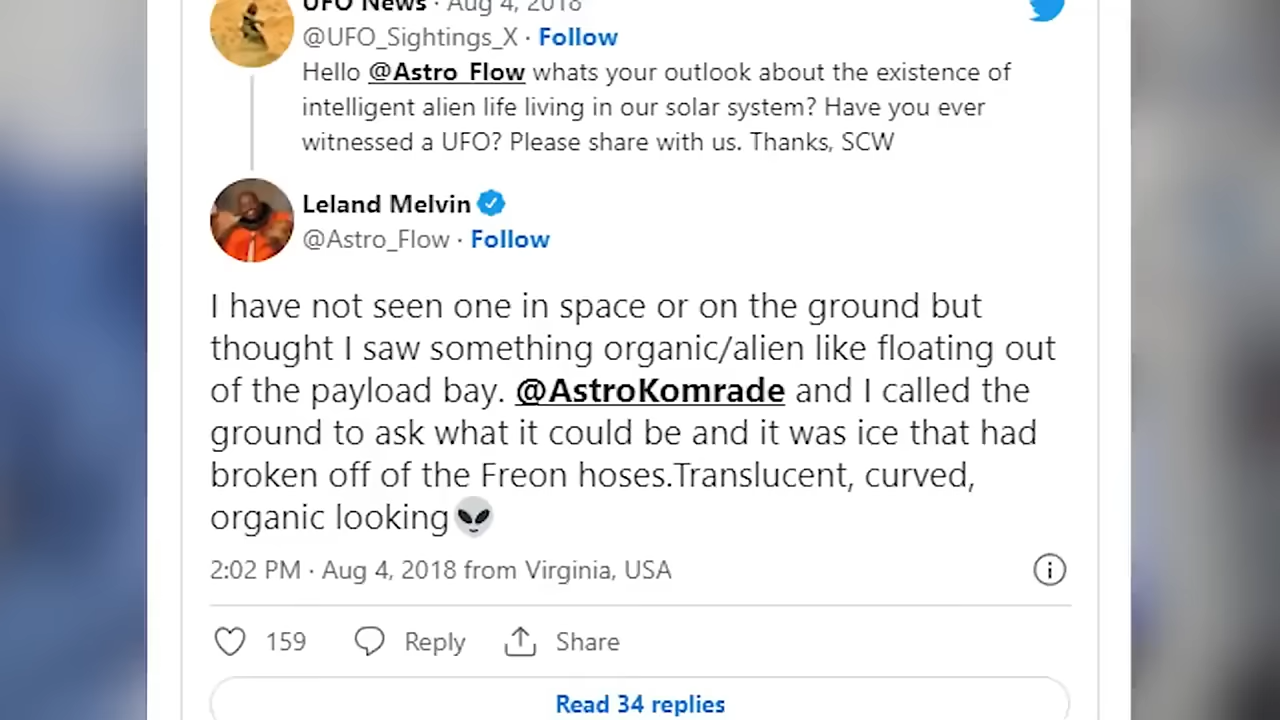 UFO News · Aug 4, 2018
@UFO_Sightings_X · Follow
Hello @Astro_Flow whats your outlook about the existence of
intelligent alien life living in our solar system? Have you ever
witnessed a UFO? Please share with us. Thanks, SCW
Leland Melvin
@Astro_Flow · Follow
I have not seen one in space or on the ground but
thought I saw something organic/alien like floating out
of the payload bay. @AstroKomrade and I called the
ground to ask what it could be and it was ice that had
broken off of the Freon hoses.Translucent, curved,
organic looking👽
2:02 PM · Aug 4, 2018 from Virginia, USA
159 Reply Share
Read 34 replies